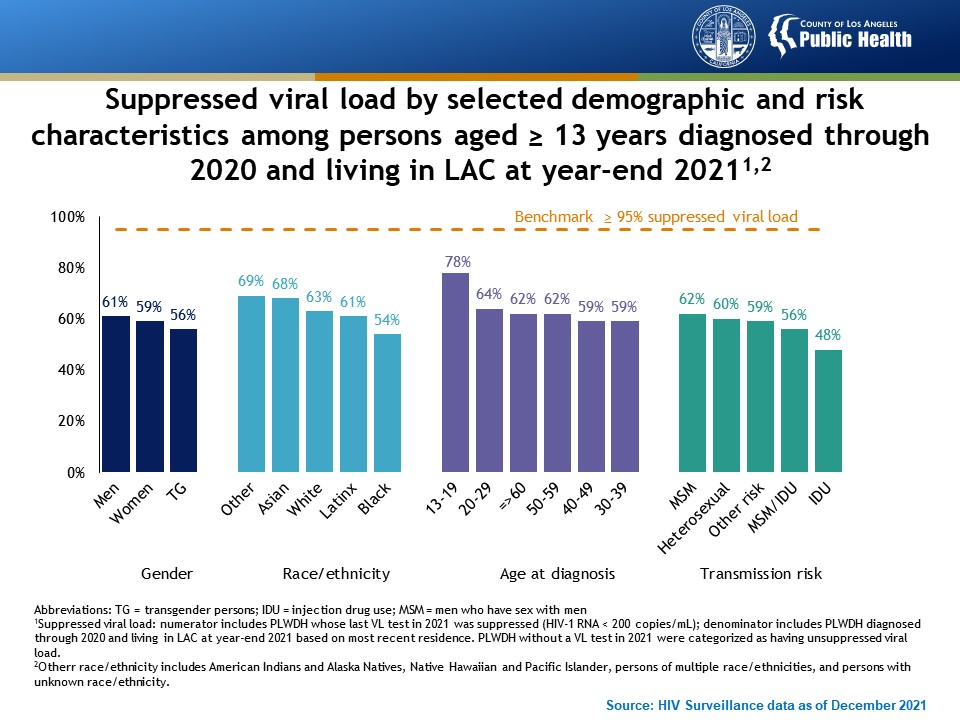 COUNTY OF LOS ANGELES
Public Health
Suppressed viral load by selected demographic and risk
characteristics among persons aged ≥ 13 years diagnosed through
2020 and living in LAC at year-end 2021¹,²
Benchmark ≥ 95% suppressed viral load
100%
80%
60%
40%
20%
0%
61% 59% 56%
69% 68% 63% 61% 54%
78% 64% 62% 62% 59% 59%
62% 60% 59% 56% 48%
Men Women TG
Other Asian White Latinx Black
13-19 20-29 =>60 50-59 40-49 30-39
MSM Heterosexual Other risk MSM/IDU IDU
Gender Race/ethnicity Age at diagnosis Transmission risk
Abbreviations: TG = transgender persons; IDU = injection drug use; MSM = men who have sex with men
¹Suppressed viral load: numerator includes PLWDH whose last VL test in 2021 was suppressed (HIV-1 RNA < 200 copies/mL); denominator includes PLWDH diagnosed
through 2020 and living in LAC at year-end 2021 based on most recent residence. PLWDH without a VL test in 2021 were categorized as having unsuppressed viral
load.
²Otherr race/ethnicity includes American Indians and Alaska Natives, Native Hawaiian and Pacific Islander, persons of multiple race/ethnicities, and persons with
unknown race/ethnicity.
Source: HIV Surveillance data as of December 2021